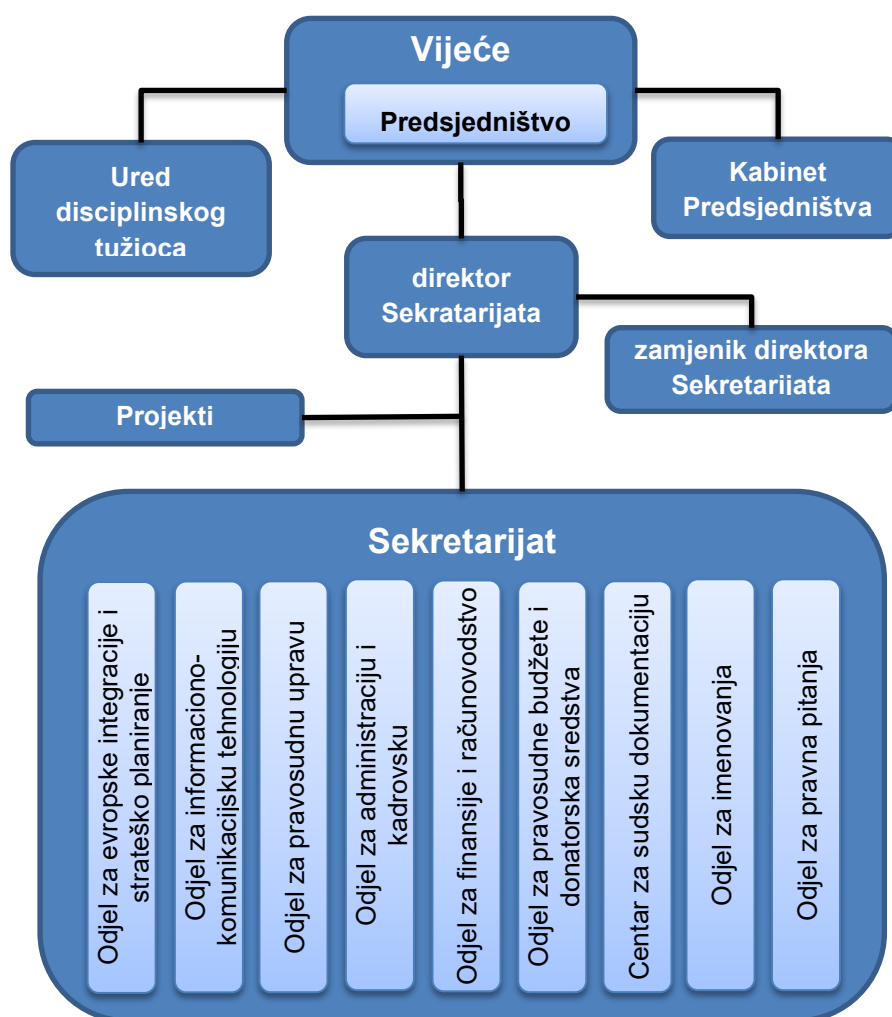 Vijeće
Predsjedništvo
Ured
disciplinskog
tužioca
Kabinet
Predsjedništva
direktor
Sekratarijata
zamjenik direktora
Sekretarijata
Projekti
Sekretarijat
Odjel za evropske integracije i
strateško planiranje
Odjel za informaciono-
komunikacijsku tehnologiju
Odjel za pravosudnu upravu
Odjel za administraciju i
kadrovsku
Odjel za finansije i računovodstvo
Odjel za pravosudne budžete i
donatorska sredstva
Centar za sudsku dokumentaciju
Odjel za imenovanja
Odjel za pravna pitanja